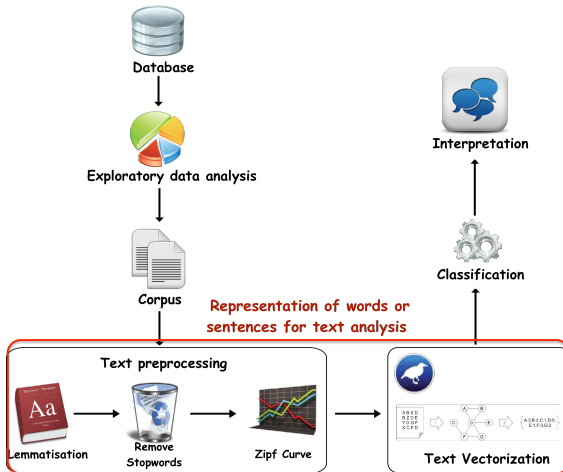 Database
Exploratory data analysis
Corpus
Representation of words or
sentences for text analysis
Text preprocessing
Aa
Lemmatisation
Remove
Stopwords
Zipf Curve
A B X D
B Z D E
Y D D F
X C F G
A
B
C
D
E
F
G
Text Vectorization
Classification
Interpretation